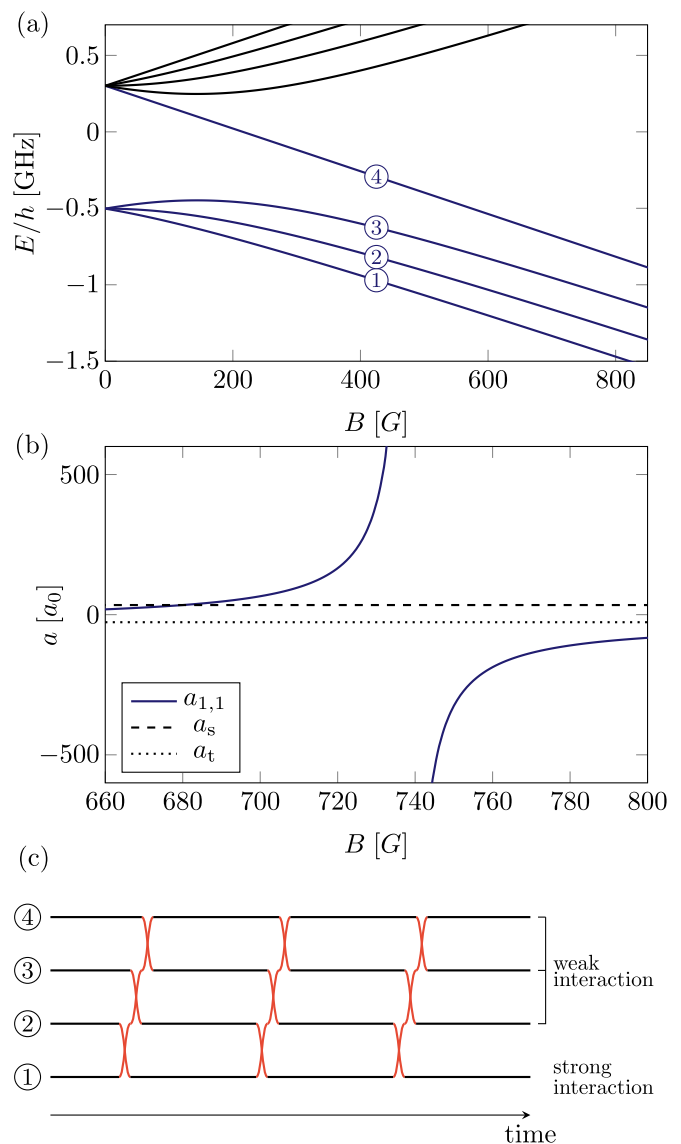 (a)
E/h [GHz]
0.5
0
−0.5
−1
−1.5
4
3
2
1
0 200 400 600 800
B [G]
(b)
a [a₀]
500
0
−500
a₁,₁
aₛ
aₜ
660 680 700 720 740 760 780 800
B [G]
(c)
4
3
2
1
weak
interaction
strong
interaction
time